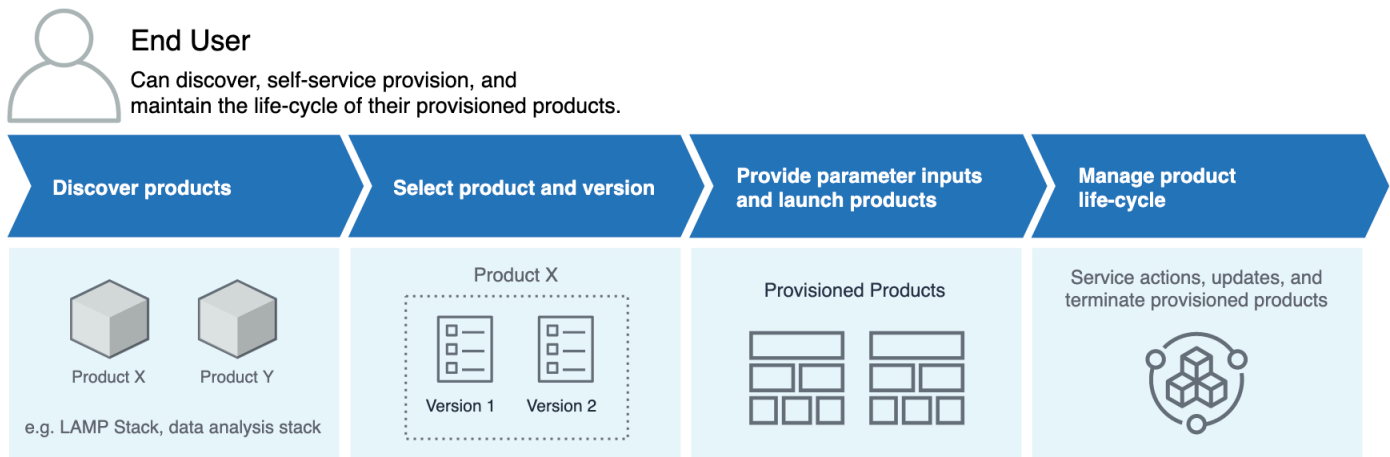 End User
Can discover, self-service provision, and
maintain the life-cycle of their provisioned products.
Discover products
Select product and version
Provide parameter inputs
and launch products
Manage product
life-cycle
Product X
Product Y
e.g. LAMP Stack, data analysis stack
Product X
Version 1
Version 2
Provisioned Products
Service actions, updates, and
terminate provisioned products